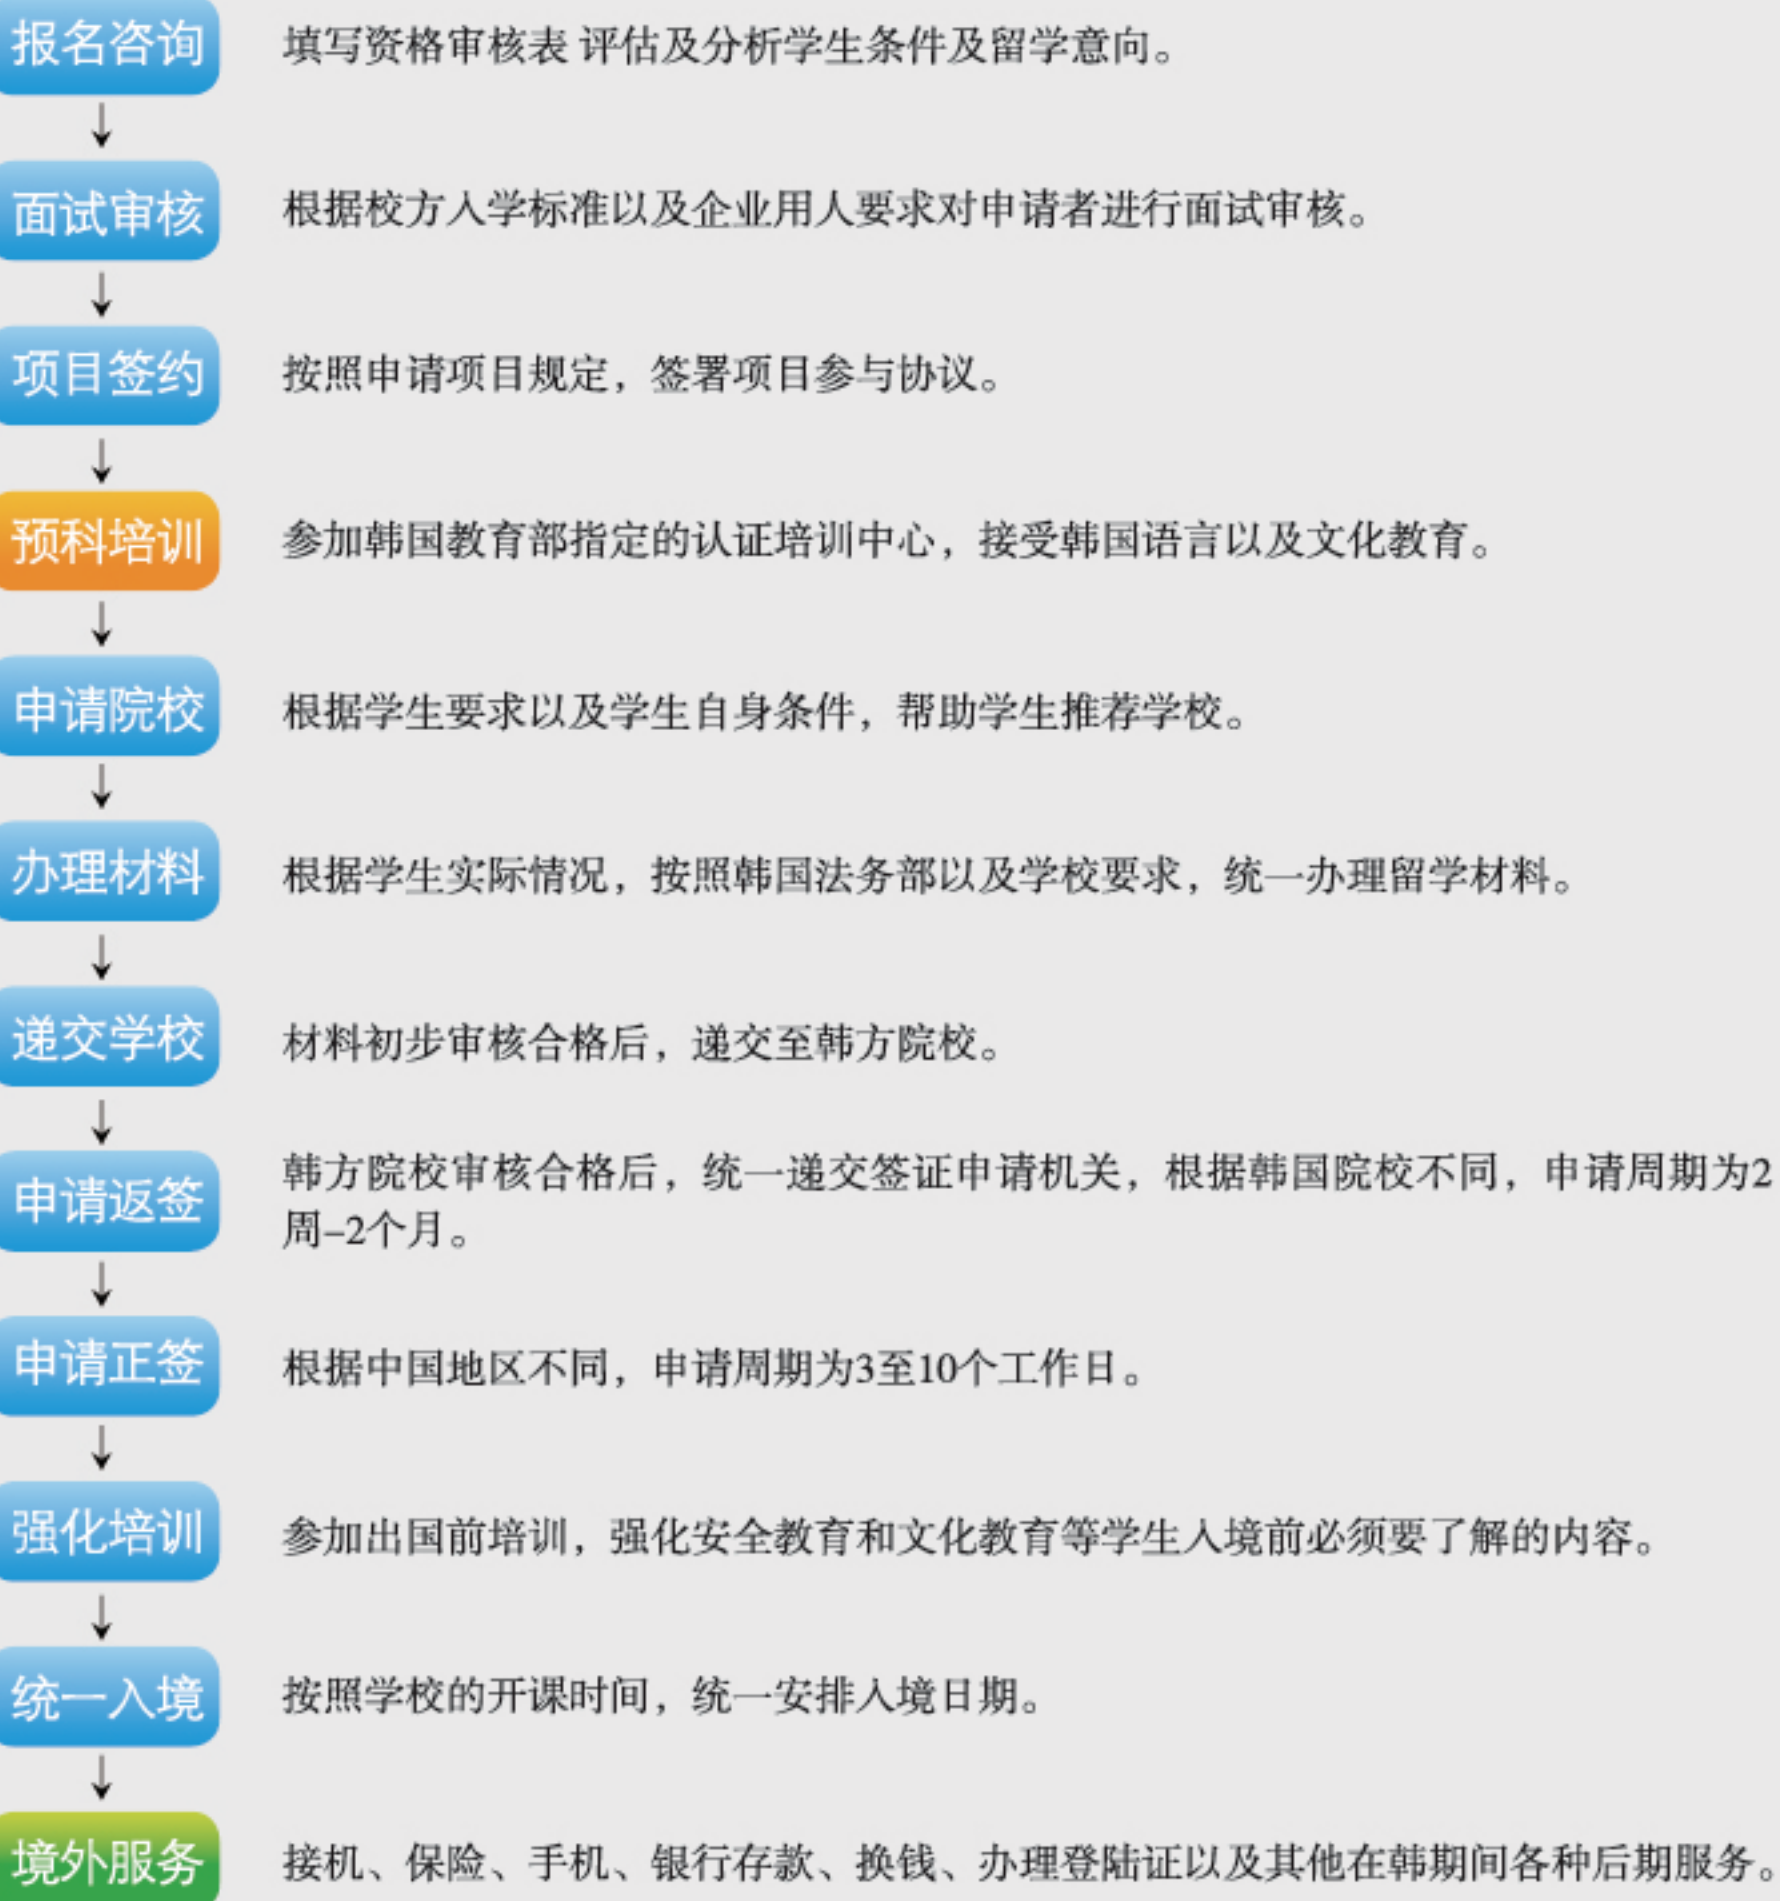 报名咨询
填写资格审核表 评估及分析学生条件及留学意向。
面试审核
根据校方入学标准以及企业用人要求对申请者进行面试审核。
项目签约
按照申请项目规定，签署项目参与协议。
预科培训
参加韩国教育部指定的认证培训中心，接受韩国语言以及文化教育。
申请院校
根据学生要求以及学生自身条件，帮助学生推荐学校。
办理材料
根据学生实际情况，按照韩国法务部以及学校要求，统一办理留学材料。
递交学校
材料初步审核合格后，递交至韩方院校。
申请返签
韩方院校审核合格后，统一递交签证申请机关，根据韩国院校不同，申请周期为2
周–2个月。
申请正签
根据中国地区不同，申请周期为3至10个工作日。
强化培训
参加出国前培训，强化安全教育和文化教育等学生入境前必须要了解的内容。
统一入境
按照学校的开课时间，统一安排入境日期。
境外服务
接机、保险、手机、银行存款、换钱、办理登陆证以及其他在韩期间各种后期服务。